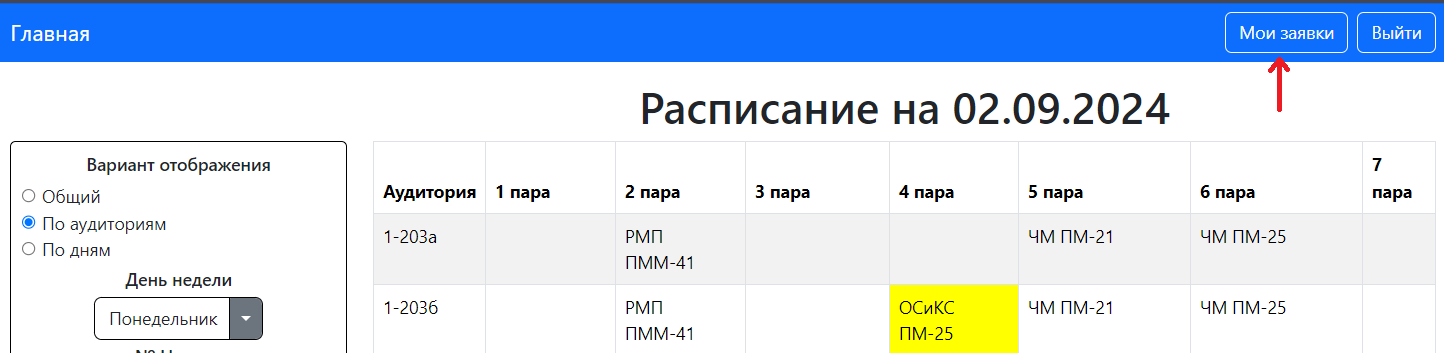 Главная
Мои заявки
Выйти
Расписание на 02.09.2024
Вариант отображения
Общий
По аудиториям
По дням
День недели
Понедельник
Аудитория
1 пара
2 пара
3 пара
4 пара
5 пара
6 пара
7
пара
1-203а
РМП
ПММ-41
ЧМ ПМ-21
ЧМ ПМ-25
1-203б
РМП
ПММ-41
ОСиКС
ПМ-25
ЧМ ПМ-21
ЧМ ПМ-25